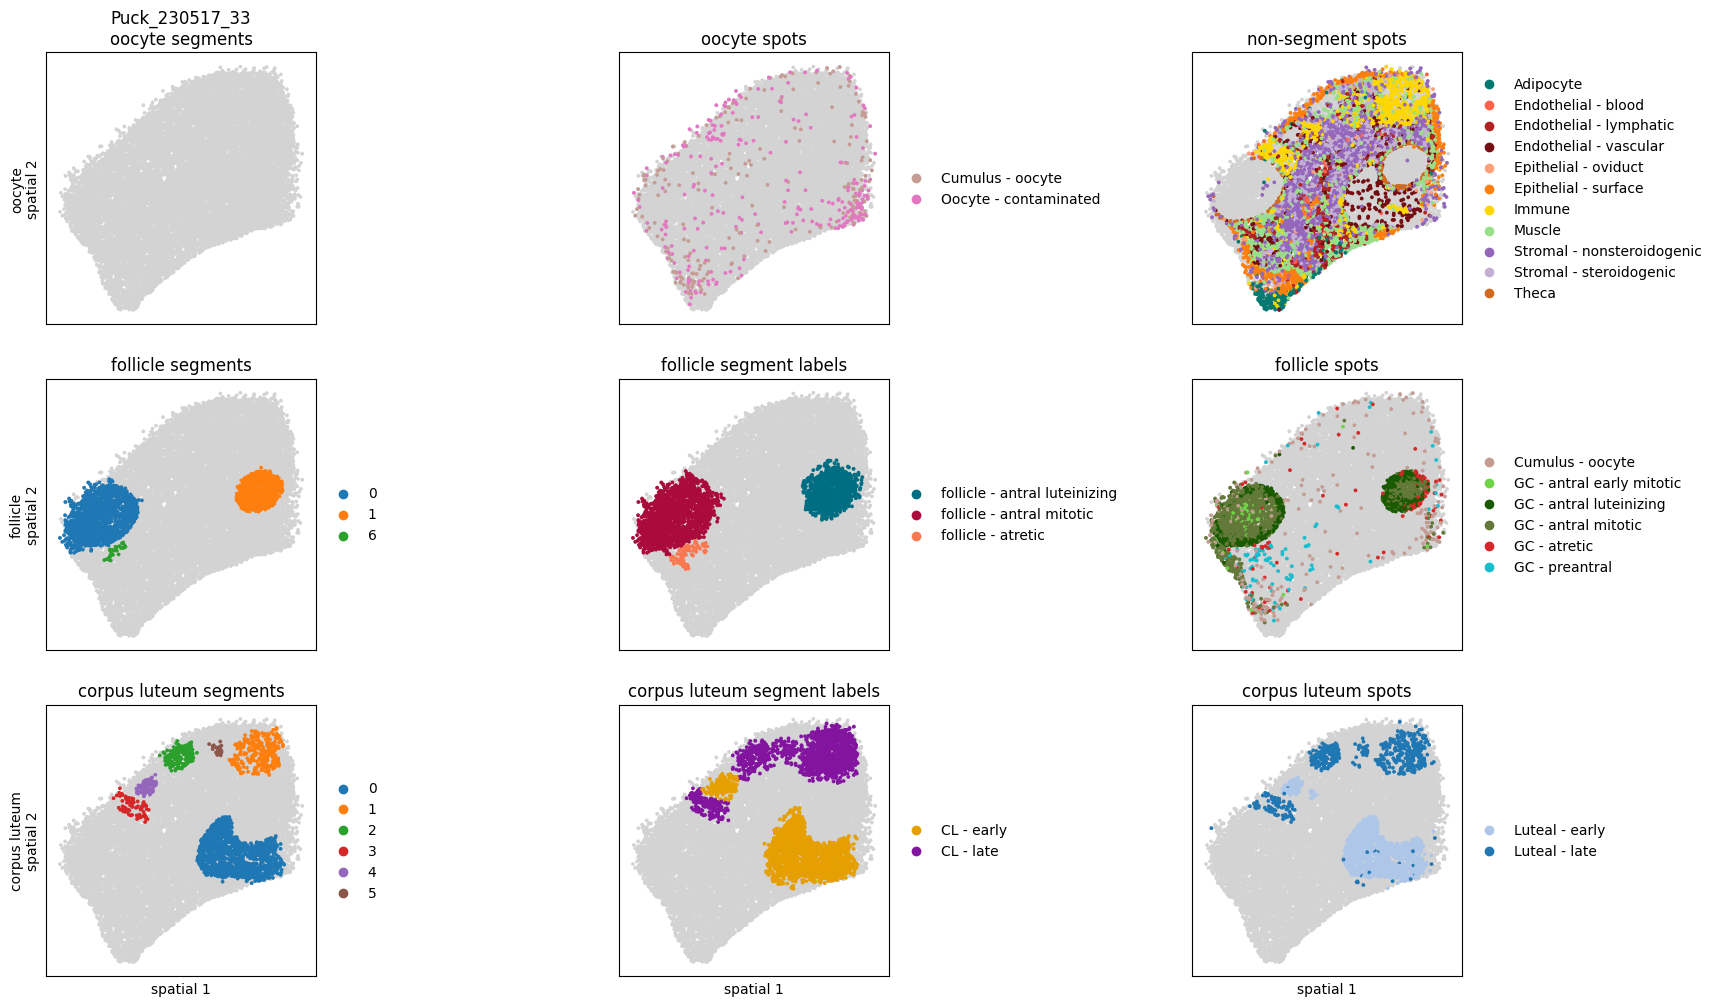 Puck_230517_33
oocyte segments
oocyte spots
non-segment spots
oocyte
spatial 2
Cumulus - oocyte
Oocyte - contaminated
Adipocyte
Endothelial - blood
Endothelial - lymphatic
Endothelial - vascular
Epithelial - oviduct
Epithelial - surface
Immune
Muscle
Stromal - nonsteroidogenic
Stromal - steroidogenic
Theca
follicle segments
follicle segment labels
follicle spots
follicle
spatial 2
0
1
6
follicle - antral luteinizing
follicle - antral mitotic
follicle - atretic
Cumulus - oocyte
GC - antral early mitotic
GC - antral luteinizing
GC - antral mitotic
GC - atretic
GC - preantral
corpus luteum segments
corpus luteum segment labels
corpus luteum spots
corpus luteum
spatial 2
0
1
2
3
4
5
CL - early
CL - late
Luteal - early
Luteal - late
spatial 1
spatial 1
spatial 1